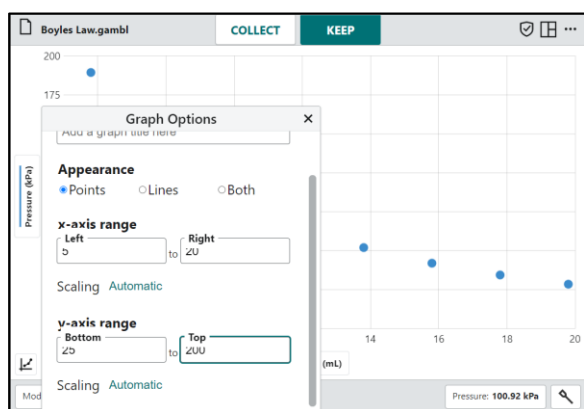 Boyles Law.gambl
COLLECT
KEEP
200
175
Graph Options
Add a graph title here
Appearance
Points
Lines
Both
Pressure (kPa)
x-axis range
Left
Right
5
to
20
Scaling Automatic
y-axis range
Bottom
Top
25
to
200
Scaling Automatic
14
16
18
20
(mL)
Mod
Pressure: 100.92 kPa